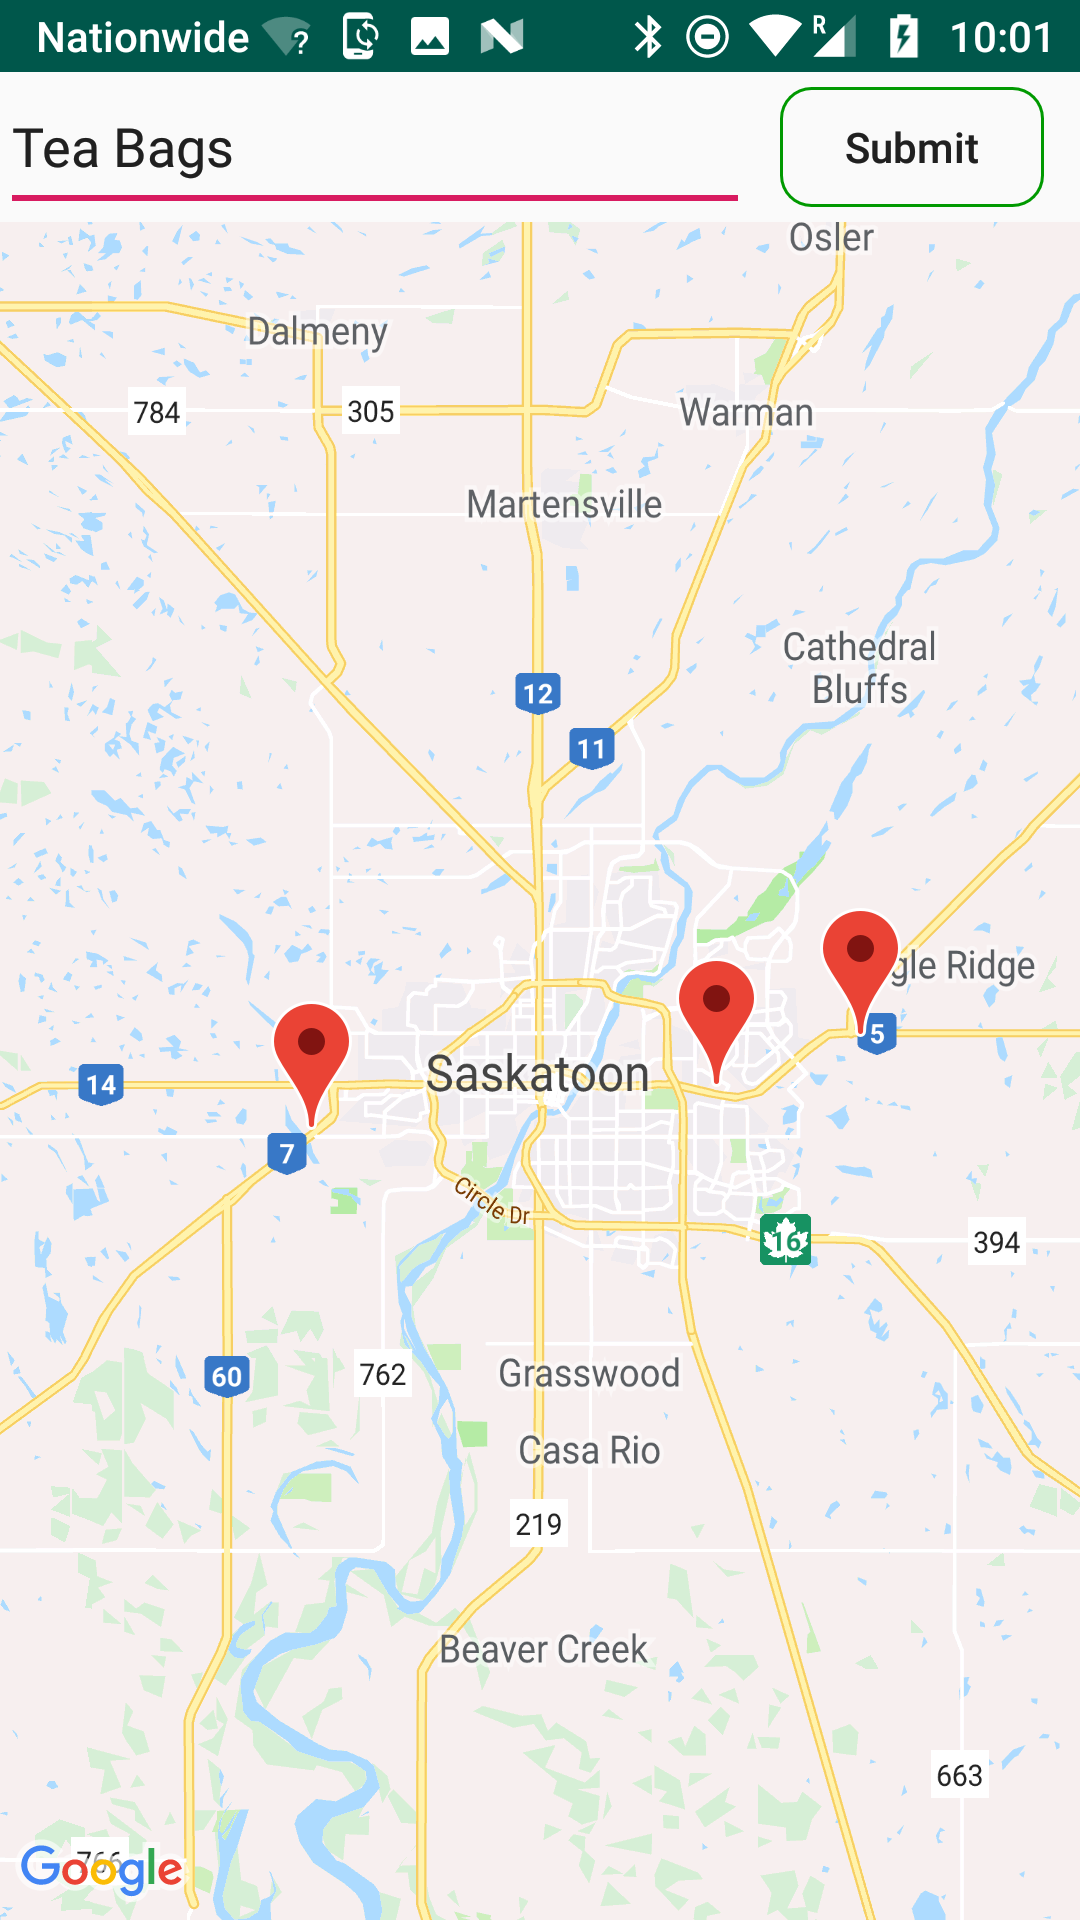 Nationwide ? R 10:01
Tea Bags Submit
Osler
Dalmeny
784 305 Warman
Martensville
Cathedral
Bluffs
12
11
gle Ridge
5
Saskatoon
14
7
Circle Dr
16
394
Grasswood
762
60
Casa Rio
219
Beaver Creek
663
766
Google